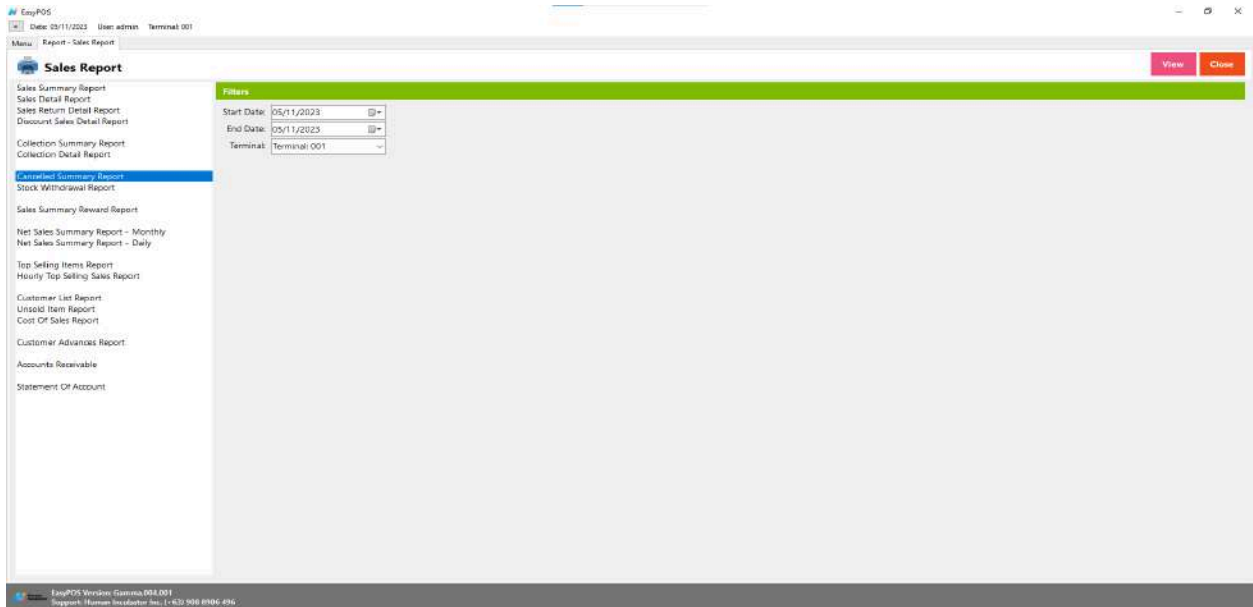 EasyPOS
Date: 05/11/2023 User: admin Terminal: 001
Menu Report - Sales Report
Sales Report
View Close
Sales Summary Report
Sales Detail Report
Sales Return Detail Report
Discount Sales Detail Report
Collection Summary Report
Collection Detail Report
Cancelled Summary Report
Stock Withdrawal Report
Sales Summary Reward Report
Net Sales Summary Report - Monthly
Net Sales Summary Report - Daily
Top Selling Items Report
Hourly Top Selling Sales Report
Customer List Report
Unsold Item Report
Cost Of Sales Report
Customer Advances Report
Accounts Receivable
Statement Of Account
Filters
Start Date: 05/11/2023
End Date: 05/11/2023
Terminal: Terminal: 001
EasyPOS Version: Gamma.004.001
Support: Human Incubator Inc. (+63) 908 8906 496